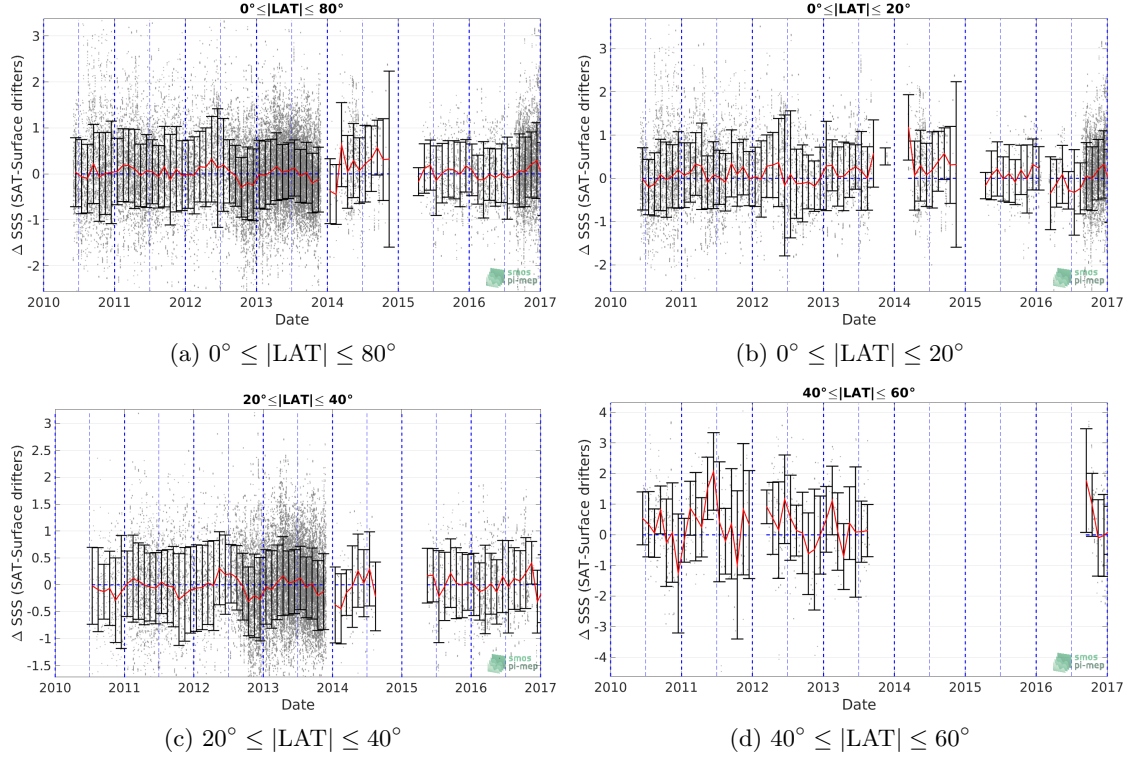 0°≤|LAT|≤ 80°
Δ SSS (SAT-Surface drifters)
3
2
1
0
-1
-2
2010 2011 2012 2013 2014 2015 2016 2017
Date
smos
pi-mep
(a) 0° ≤ |LAT| ≤ 80°
0°≤|LAT|≤ 20°
Δ SSS (SAT-Surface drifters)
3
2
1
0
-1
-2
2010 2011 2012 2013 2014 2015 2016 2017
Date
smos
pi-mep
(b) 0° ≤ |LAT| ≤ 20°
20°≤|LAT|≤ 40°
Δ SSS (SAT-Surface drifters)
3
2.5
2
1.5
1
0.5
0
-0.5
-1
-1.5
2010 2011 2012 2013 2014 2015 2016 2017
Date
smos
pi-mep
(c) 20° ≤ |LAT| ≤ 40°
40°≤|LAT|≤ 60°
Δ SSS (SAT-Surface drifters)
4
3
2
1
0
-1
-2
-3
-4
2010 2011 2012 2013 2014 2015 2016 2017
Date
smos
pi-mep
(d) 40° ≤ |LAT| ≤ 60°